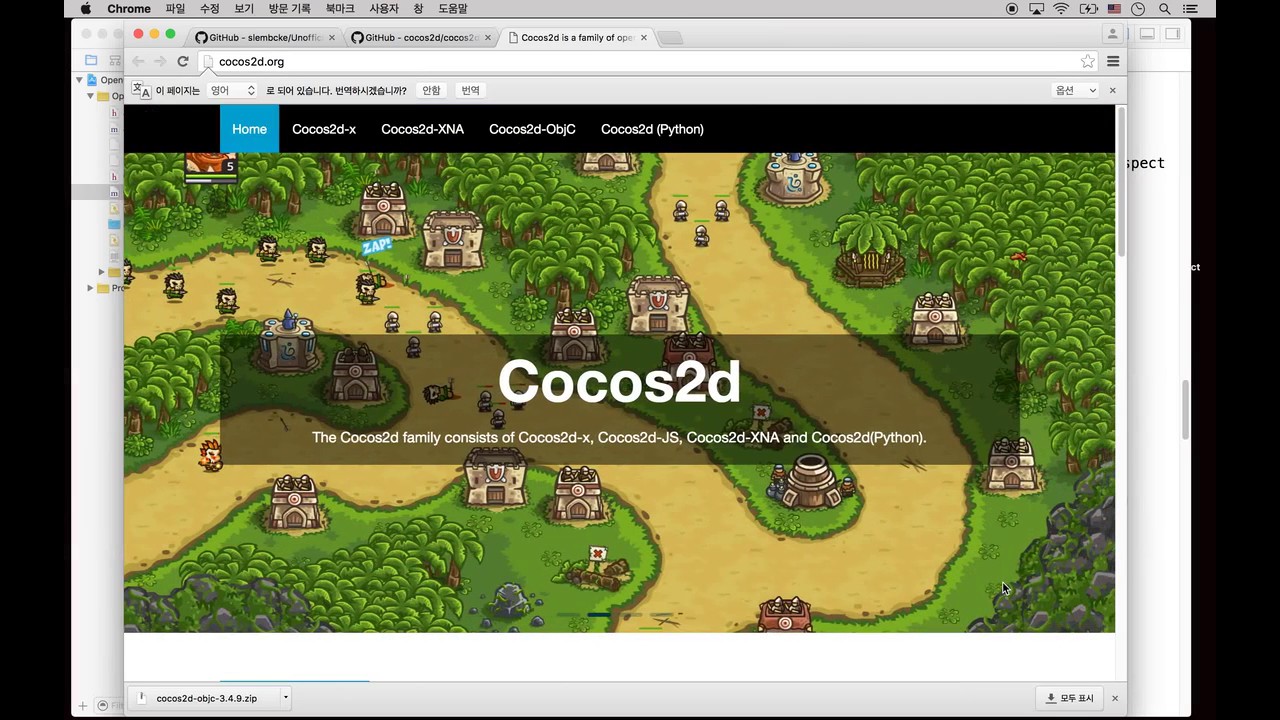 Chrome 파일 수정 보기 방문 기록 북마크 사용자 창 도움말
GitHub - slembcke/Unoffic
GitHub - cocos2d/cocos2d
Cocos2d is a family of open
cocos2d.org
이 페이지는 영어 로 되어 있습니다. 번역하시겠습니까? 안함 번역 옵션
Home Cocos2d-x Cocos2d-XNA Cocos2d-ObjC Cocos2d (Python)
5
ZAP!
Cocos2d
The Cocos2d family consists of Cocos2d-x, Cocos2d-JS, Cocos2d-XNA and Cocos2d(Python).
cocos2d-objc-3.4.9.zip 모두 표시
Open
Op
h
m
h
m
Pro
spect
ct